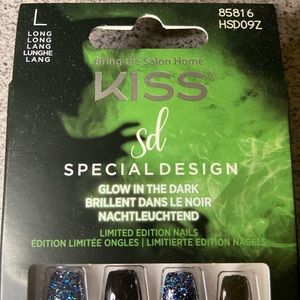 L
LONG
LONG
LANG
LUNGHE
LANG
85816
HSD09Z
Bring the Salon Home
KISS
sd
SPECIAL DESIGN
GLOW IN THE DARK
BRILLENT DANS LE NOIR
NACHTLEUCHTEND
LIMITED EDITION NAILS
ÉDITION LIMITÉE ONGLES | LIMITIERTE EDITION NÄGELS